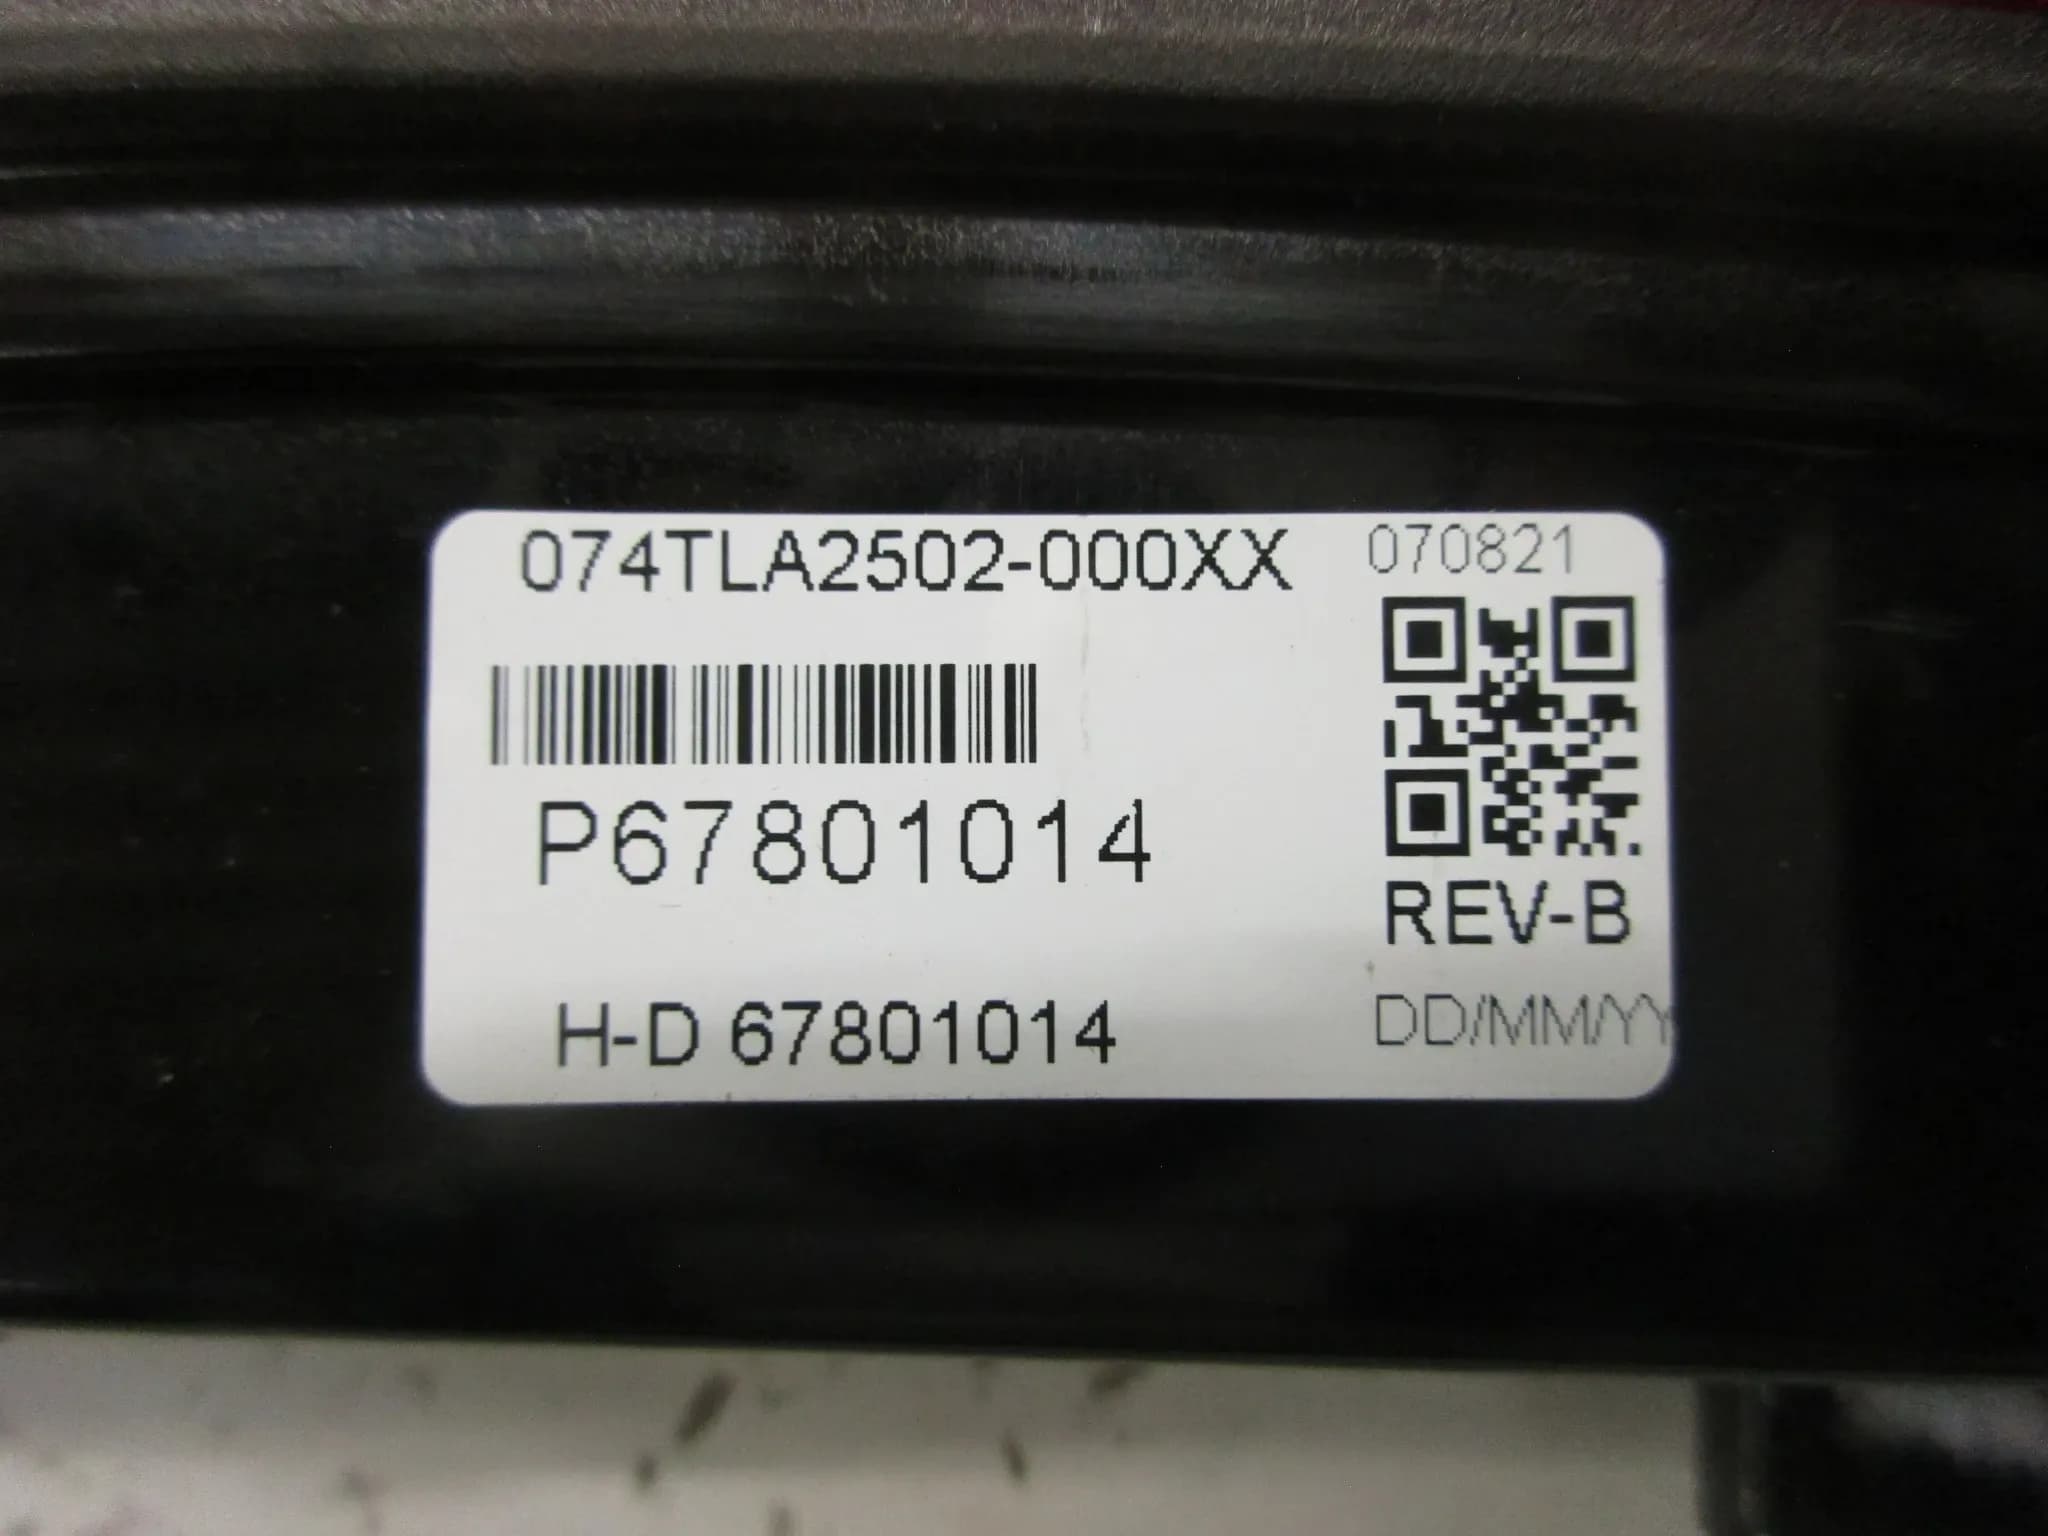 074TLA2502-000XX
070821
P67801014
REV-B
H-D 67801014
DD/MM/YY